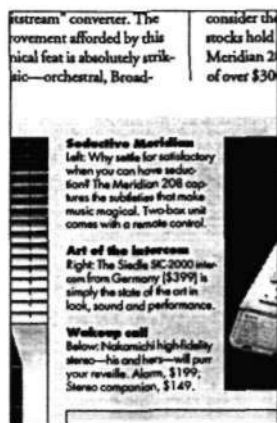 itstream" converter. The
rovement afforded by this
nical feat is absolutely strik-
sic—orchestral, Broad-
consider the
stocks hold
Meridian 20
of over $30
Seductive Meridian
Left: Why settle for satisfactory
when you can have seduc-
tion? The Meridian 208 cap-
tures the subtleties that make
music magical. Two-box unit
comes with a remote control.
Art of the intercom
Right: The Siedle SC-2000 inter-
com from Germany ($399) is
simply the state of the art in
look, sound and performance.
Wakeup call
Below: Nakamichi high-fidelity
stereo—his and hers—will purr
your reveille. Alarm, $199;
Stereo companion, $149.